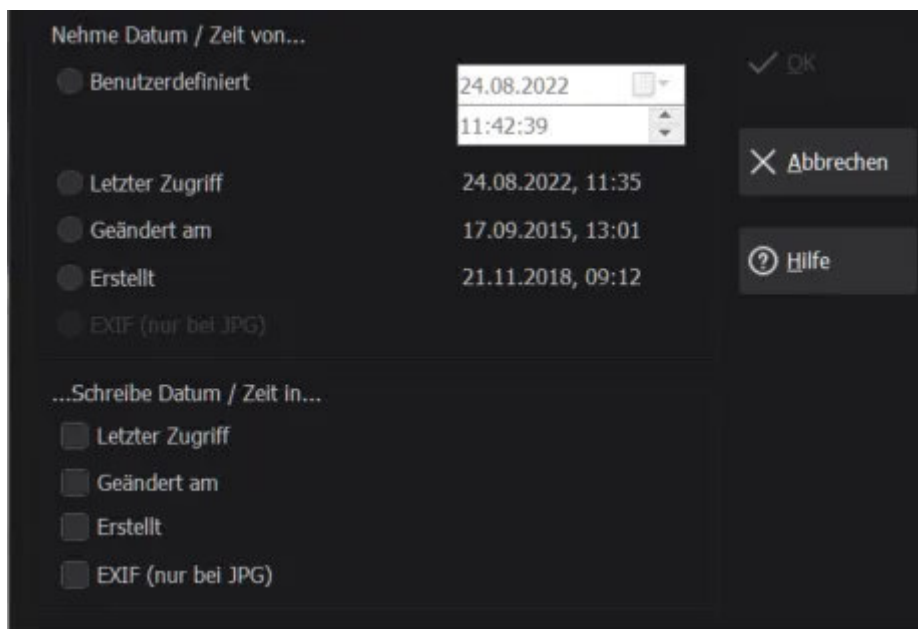 Nehme Datum / Zeit von...
Benutzerdefiniert
24.08.2022
11:42:39
Letzter Zugriff 24.08.2022, 11:35
Geändert am 17.09.2015, 13:01
Erstellt 21.11.2018, 09:12
EXIF (nur bei JPG)
...Schreibe Datum / Zeit in...
Letzter Zugriff
Geändert am
Erstellt
EXIF (nur bei JPG)
OK
Abbrechen
Hilfe